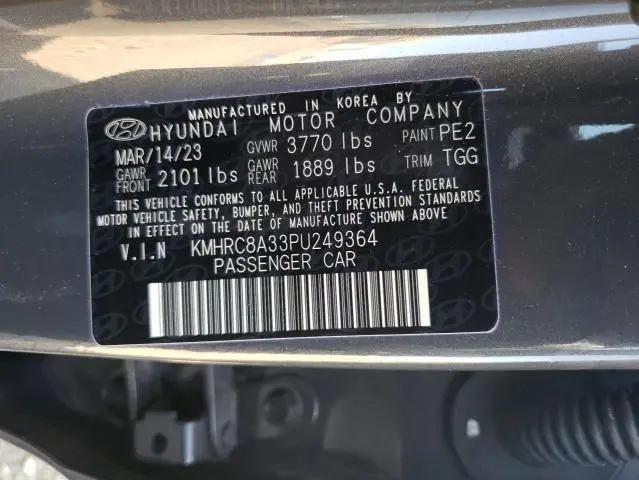 MANUFACTURED IN KOREA BY
HYUNDAI MOTOR COMPANY
MAR/14/23 GVWR 3770 lbs PAINT PE2
GAWR FRONT 2101 lbs GAWR REAR 1889 lbs TRIM TGG
THIS VEHICLE CONFORMS TO ALL APPLICABLE U.S.A. FEDERAL
MOTOR VEHICLE SAFETY, BUMPER, AND THEFT PREVENTION STANDARDS
IN EFFECT ON THE DATE OF MANUFACTURE SHOWN ABOVE.
V.I.N KMHRC8A33PU249364
PASSENGER CAR